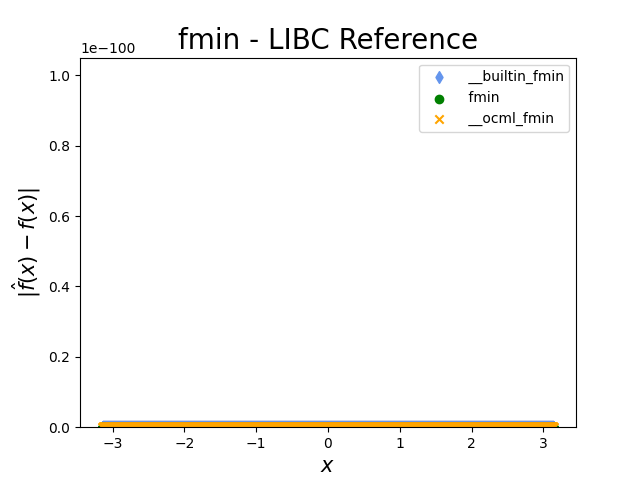 fmin - LIBC Reference
1e−100
1.0
0.8
0.6
0.4
0.2
0.0
|f̂(x) − f(x)|
__builtin_fmin
fmin
__ocml_fmin
−3
−2
−1
0
1
2
3
x